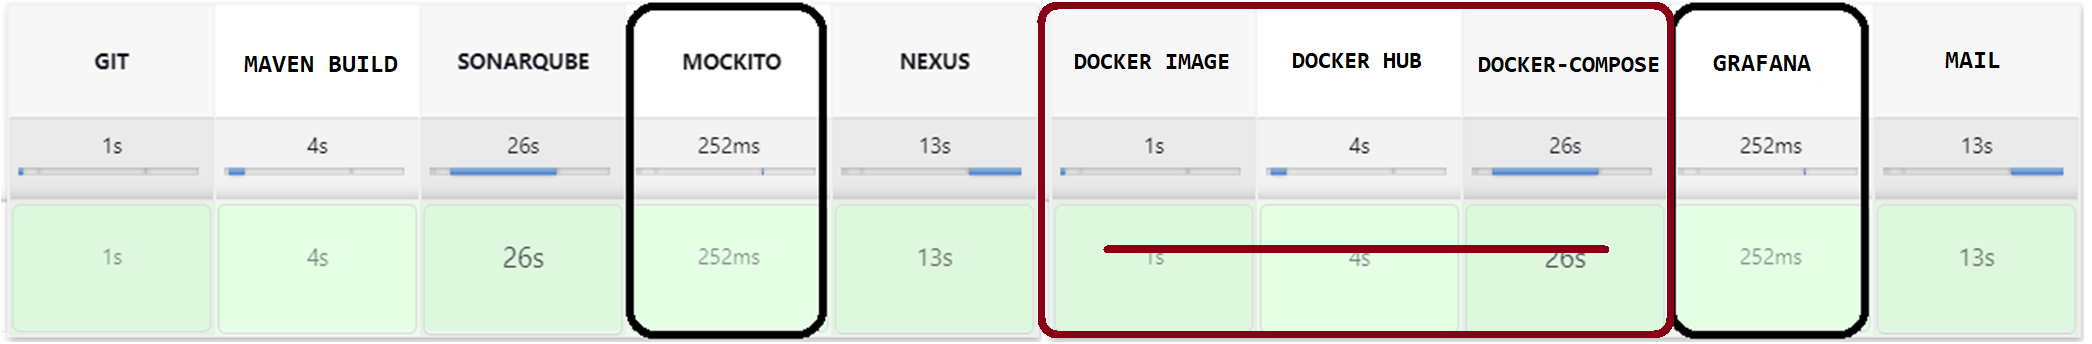 GIT MAVEN BUILD SONARQUBE MOCKITO NEXUS DOCKER IMAGE DOCKER HUB DOCKER-COMPOSE GRAFANA MAIL
1s 4s 26s 252ms 13s 1s 4s 26s 252ms 13s
1s 4s 26s 252ms 13s 1s 4s 26s 252ms 13s